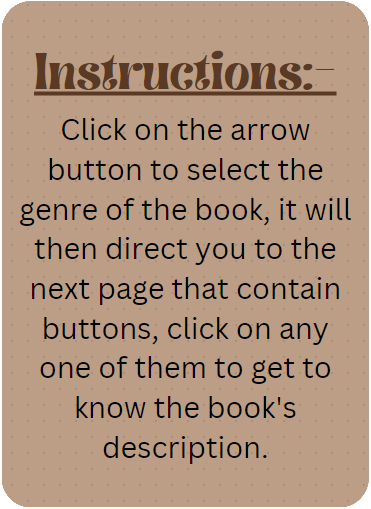 Instructions:-
Click on the arrow
button to select the
genre of the book, it will
then direct you to the
next page that contain
buttons, click on any
one of them to get to
know the book's
description.